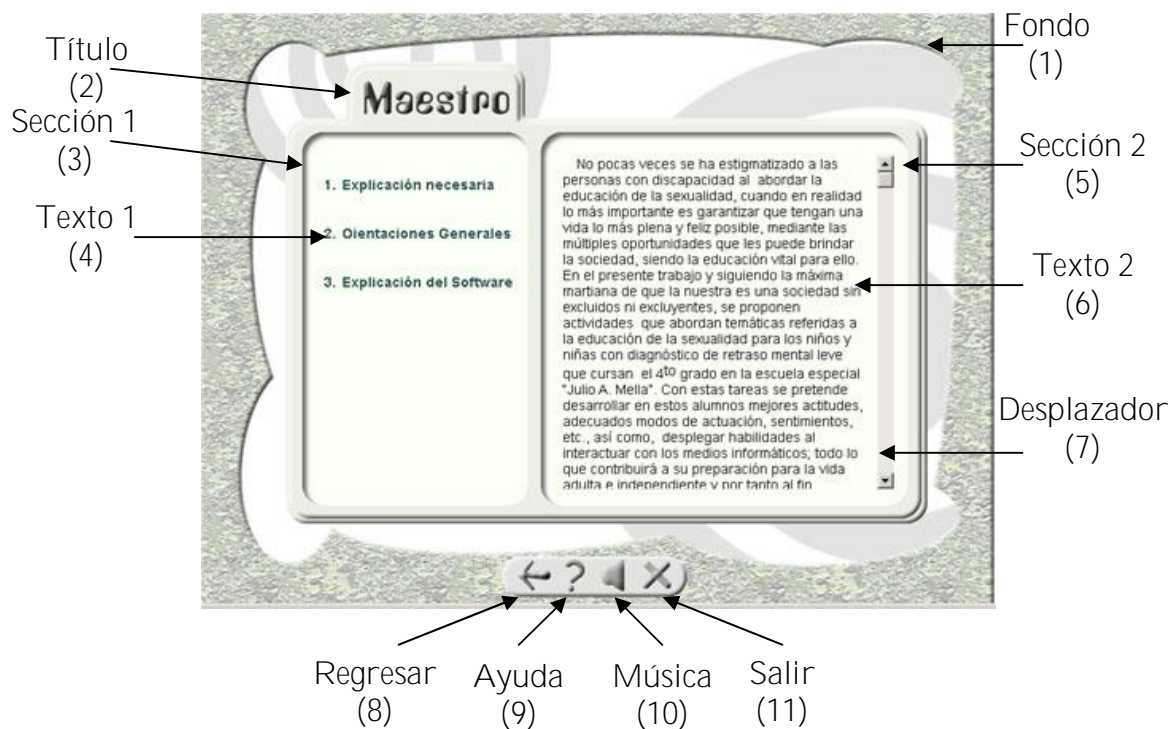 Fondo
(1)
Título
(2)
Maestro
Sección 1
(3)
Sección 2
(5)
1. Explicación necesaria
Texto 1
(4)
2. Oientaciones Generales
3. Explicación del Software
No pocas veces se ha estigmatizado a las
personas con discapacidad al abordar la
educación de la sexualidad, cuando en realidad
lo más importante es garantizar que tengan una
vida lo más plena y feliz posible, mediante las
múltiples oportunidades que les puede brindar
la sociedad, siendo la educación vital para ello.
En el presente trabajo y siguiendo la máxima
martiana de que la nuestra es una sociedad sin
excluidos ni excluyentes, se proponen
actividades que abordan temáticas referidas a
la educación de la sexualidad para los niños y
niñas con diagnóstico de retraso mental leve
que cursan el 4to grado en la escuela especial
"Julio A. Mella". Con estas tareas se pretende
desarrollar en estos alumnos mejores actitudes,
adecuados modos de actuación, sentimientos,
etc., así como, desplegar habilidades al
interactuar con los medios informáticos; todo lo
que contribuirá a su preparación para la vida
adulta e independiente y por tanto al fin
Texto 2
(6)
Desplazador
(7)
Regresar
(8)
Ayuda
(9)
Música
(10)
Salir
(11)